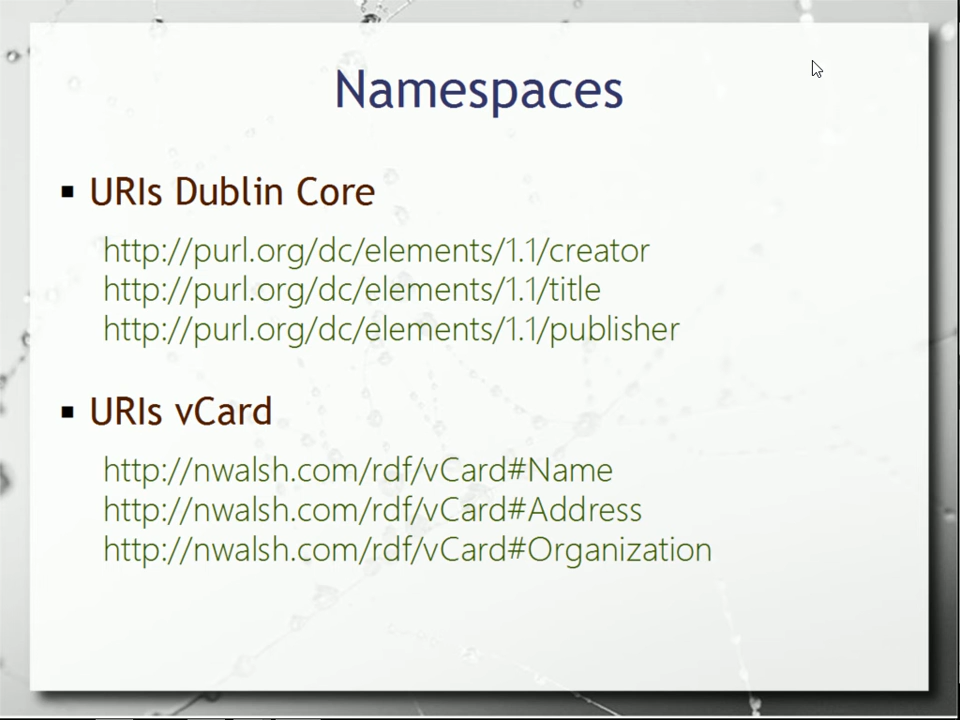 Namespaces
URIs Dublin Core
http://purl.org/dc/elements/1.1/creator
http://purl.org/dc/elements/1.1/title
http://purl.org/dc/elements/1.1/publisher
URIs vCard
http://nwalsh.com/rdf/vCard#Name
http://nwalsh.com/rdf/vCard#Address
http://nwalsh.com/rdf/vCard#Organization